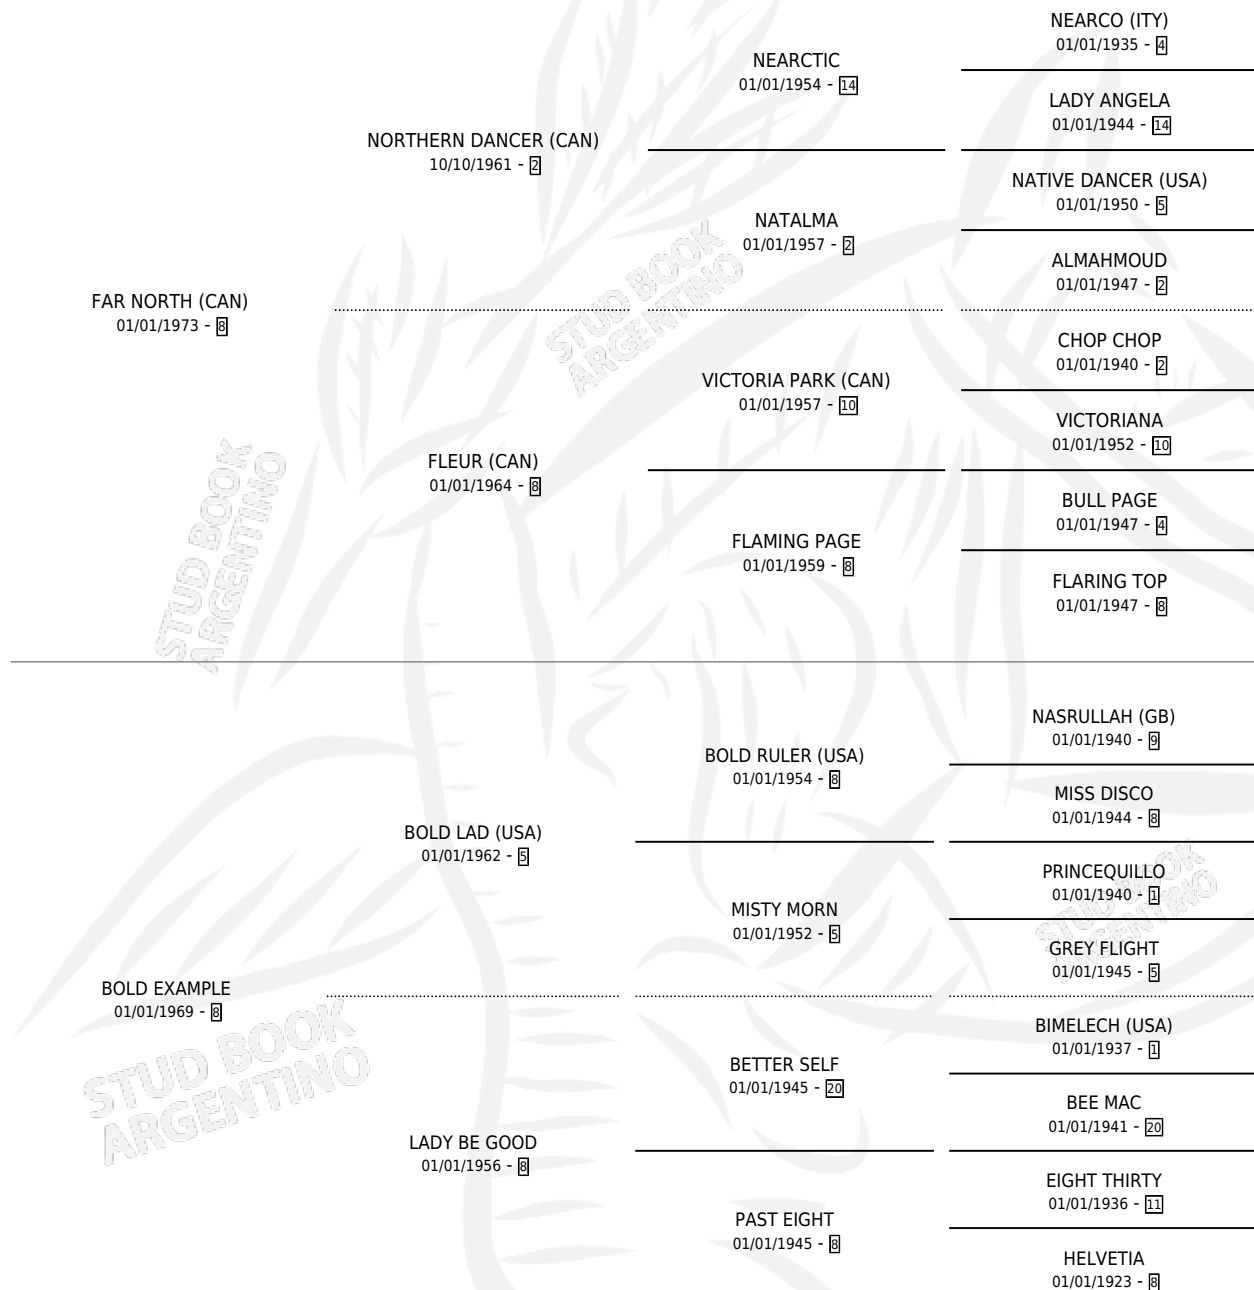 NEARCO (ITY)
01/01/1935 - 4
NEARCTIC
01/01/1954 - 14
LADY ANGELA
01/01/1944 - 14
NORTHERN DANCER (CAN)
10/10/1961 - 2
NATIVE DANCER (USA)
01/01/1950 - 5
NATALMA
01/01/1957 - 2
ALMAHMOUD
01/01/1947 - 2
FAR NORTH (CAN)
01/01/1973 - 8
STUD BOOK
ARGENTINO
CHOP CHOP
01/01/1940 - 2
VICTORIA PARK (CAN)
01/01/1957 - 10
VICTORIANA
01/01/1952 - 10
FLEUR (CAN)
01/01/1964 - 8
BULL PAGE
01/01/1947 - 4
FLAMING PAGE
01/01/1959 - 8
FLARING TOP
01/01/1947 - 8
STUD BOOK
ARGENTINO
NASRULLAH (GB)
01/01/1940 - 9
BOLD RULER (USA)
01/01/1954 - 8
MISS DISCO
01/01/1944 - 8
BOLD LAD (USA)
01/01/1962 - 5
PRINCEQUILLO
01/01/1940 - 1
MISTY MORN
01/01/1952 - 5
GREY FLIGHT
01/01/1945 - 5
STUD BOOK
ARGENTINO
BOLD EXAMPLE
01/01/1969 - 8
BIMELECH (USA)
01/01/1937 - 1
BETTER SELF
01/01/1945 - 20
BEE MAC
01/01/1941 - 20
STUD BOOK
ARGENTINO
LADY BE GOOD
01/01/1956 - 8
EIGHT THIRTY
01/01/1936 - 11
PAST EIGHT
01/01/1945 - 8
HELVETIA
01/01/1923 - 8